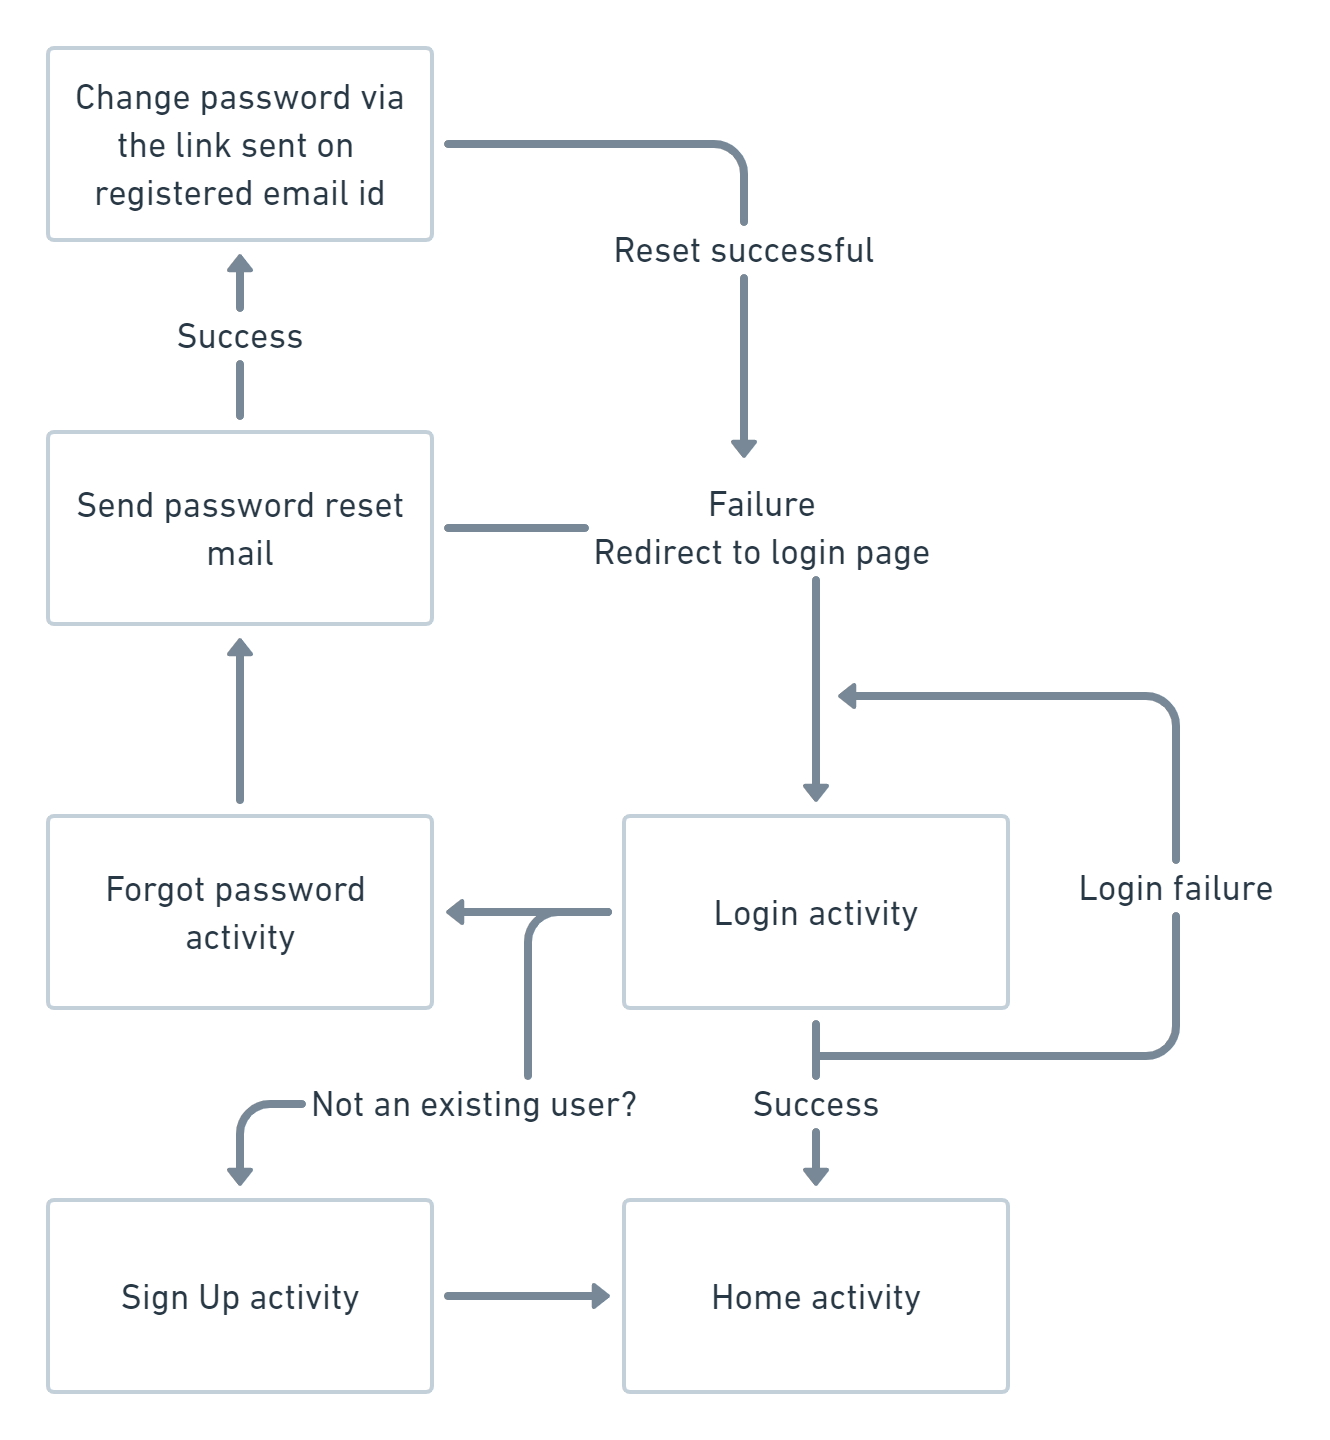 Change password via
the link sent on
registered email id
Reset successful
Success
Send password reset
mail
Failure
Redirect to login page
Forgot password
activity
Login activity
Login failure
Not an existing user?
Success
Sign Up activity
Home activity